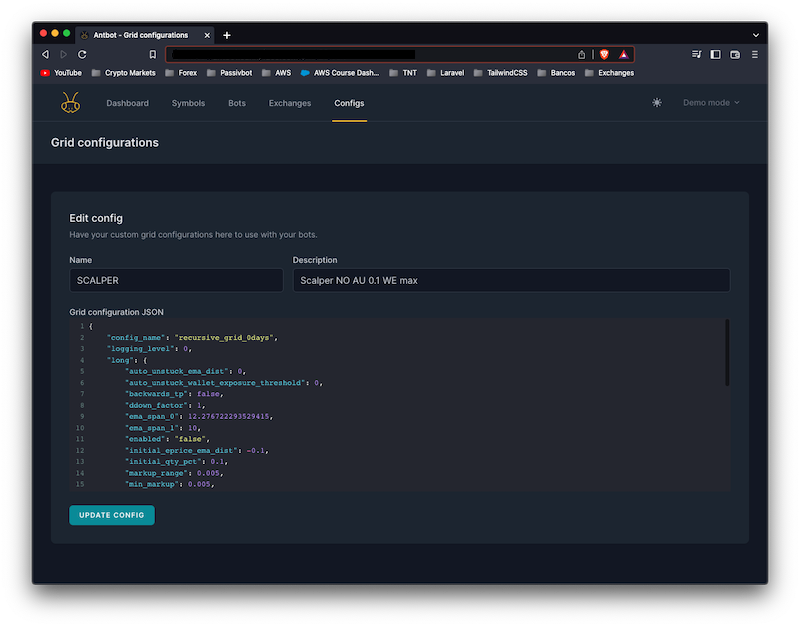 Antbot - Grid configurations
YouTube Crypto Markets Forex Passivbot AWS AWS Course Dash... TNT Laravel TailwindCSS Bancos Exchanges
Dashboard Symbols Bots Exchanges Configs Demo mode
Grid configurations
Edit config
Have your custom grid configurations here to use with your bots.
Name Description
SCALPER Scalper NO AU 0.1 WE max
Grid configuration JSON
1 {
2 "config_name": "recursive_grid_0days",
3 "logging_level": 0,
4 "long": {
5 "auto_unstuck_ema_dist": 0,
6 "auto_unstuck_wallet_exposure_threshold": 0,
7 "backwards_tp": false,
8 "ddown_factor": 1,
9 "ema_span_0": 12.276722293529415,
10 "ema_span_1": 10,
11 "enabled": "false",
12 "initial_eprice_ema_dist": -0.1,
13 "initial_qty_pct": 0.1,
14 "markup_range": 0.005,
15 "min_markup": 0.005,
UPDATE CONFIG